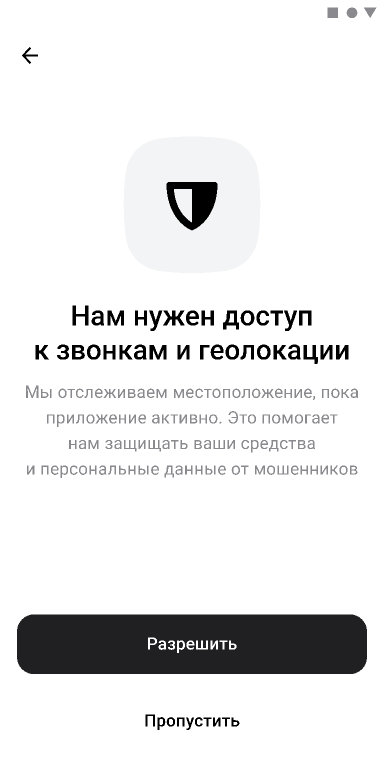 Нам нужен доступ
к звонкам и геолокации
Мы отслеживаем местоположение, пока
приложение активно. Это помогает
нам защищать ваши средства
и персональные данные от мошенников
Разрешить
Пропустить